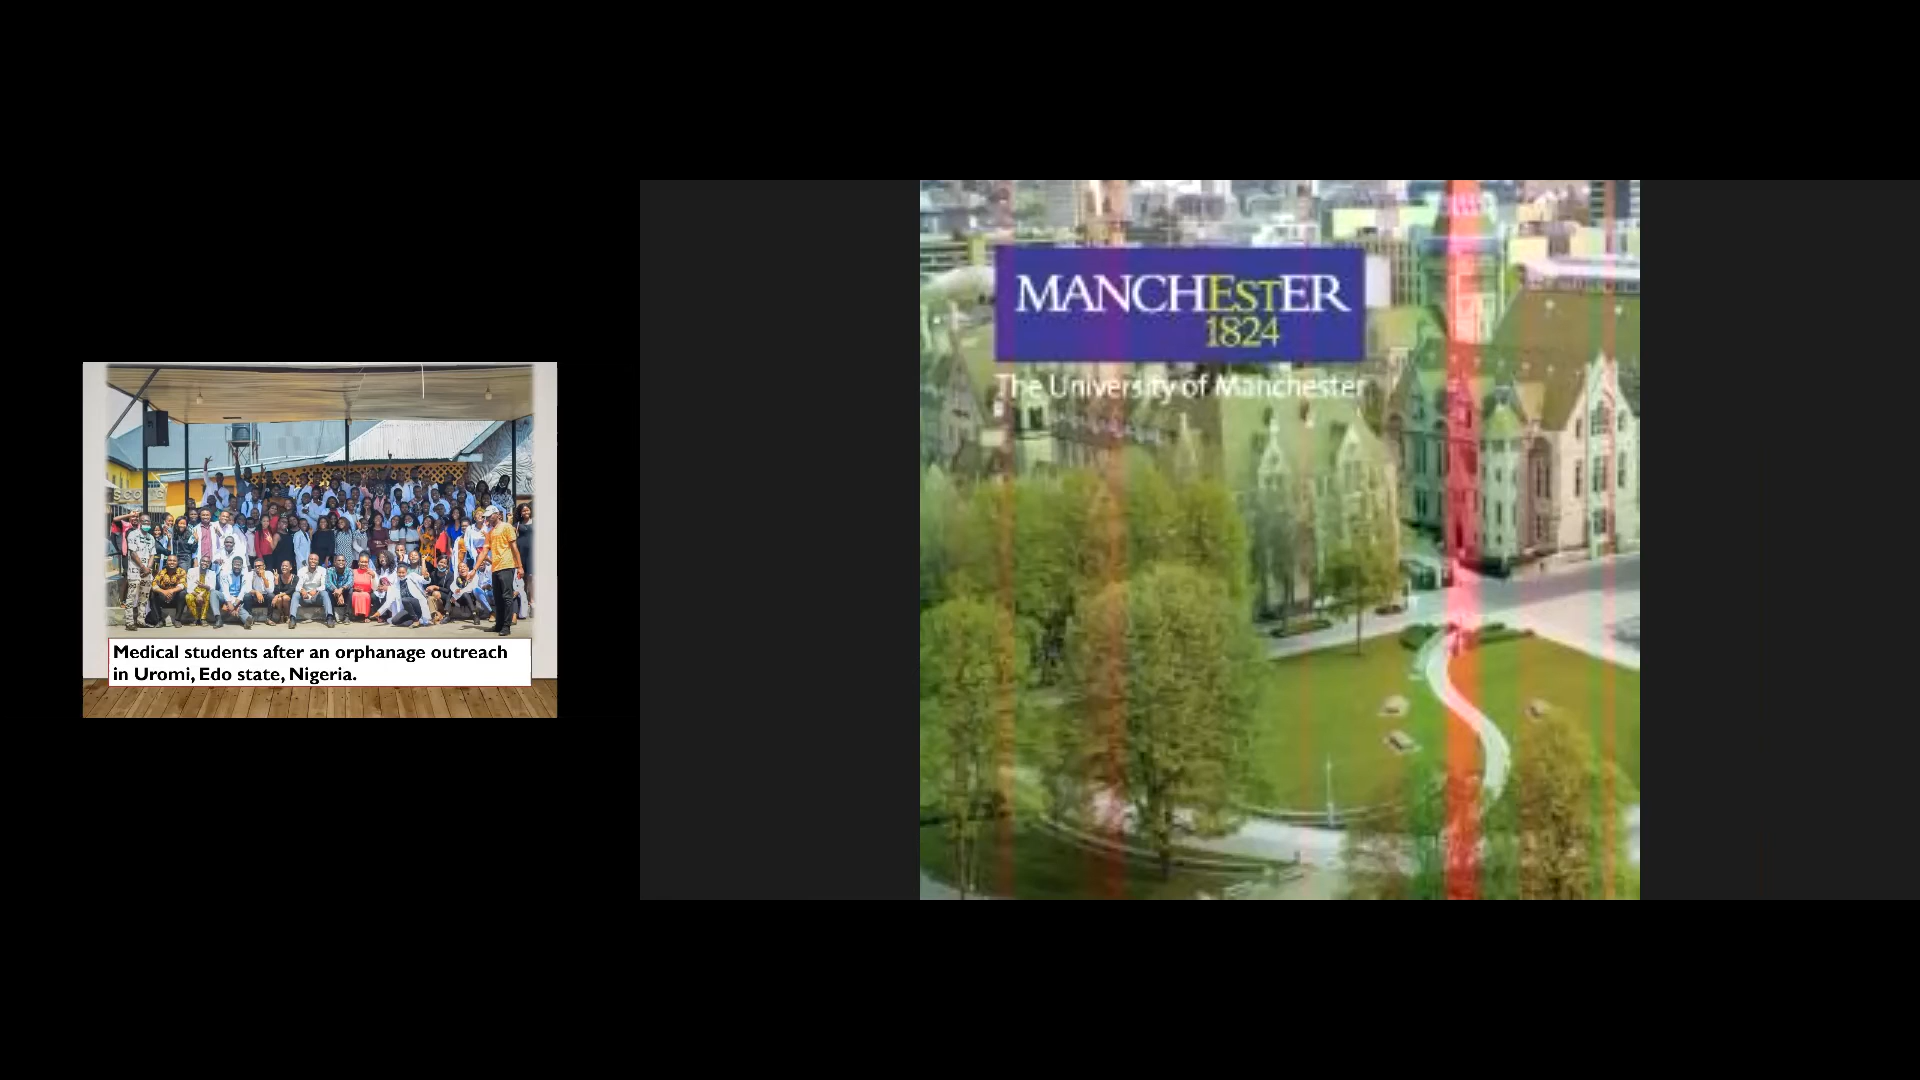 Medical students after an orphanage outreach
in Uromi, Edo state, Nigeria.
MANCHESTER
1824
The University of Manchester